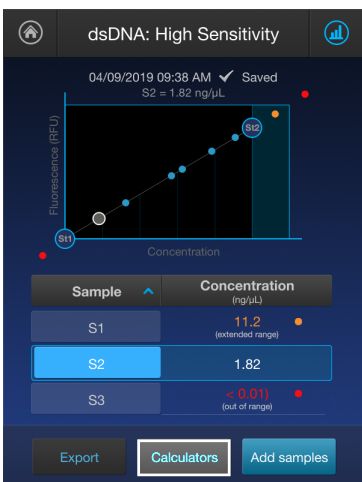 dsDNA: High Sensitivity
04/09/2019 09:38 AM ✓ Saved
S2 = 1.82 ng/µL
Fluorescence (RFU)
St2
St1
Concentration
Sample Concentration
(ng/µL)
S1 11.2
(extended range)
S2 1.82
S3 < 0.01)
(out of range)
Export Calculators Add samples